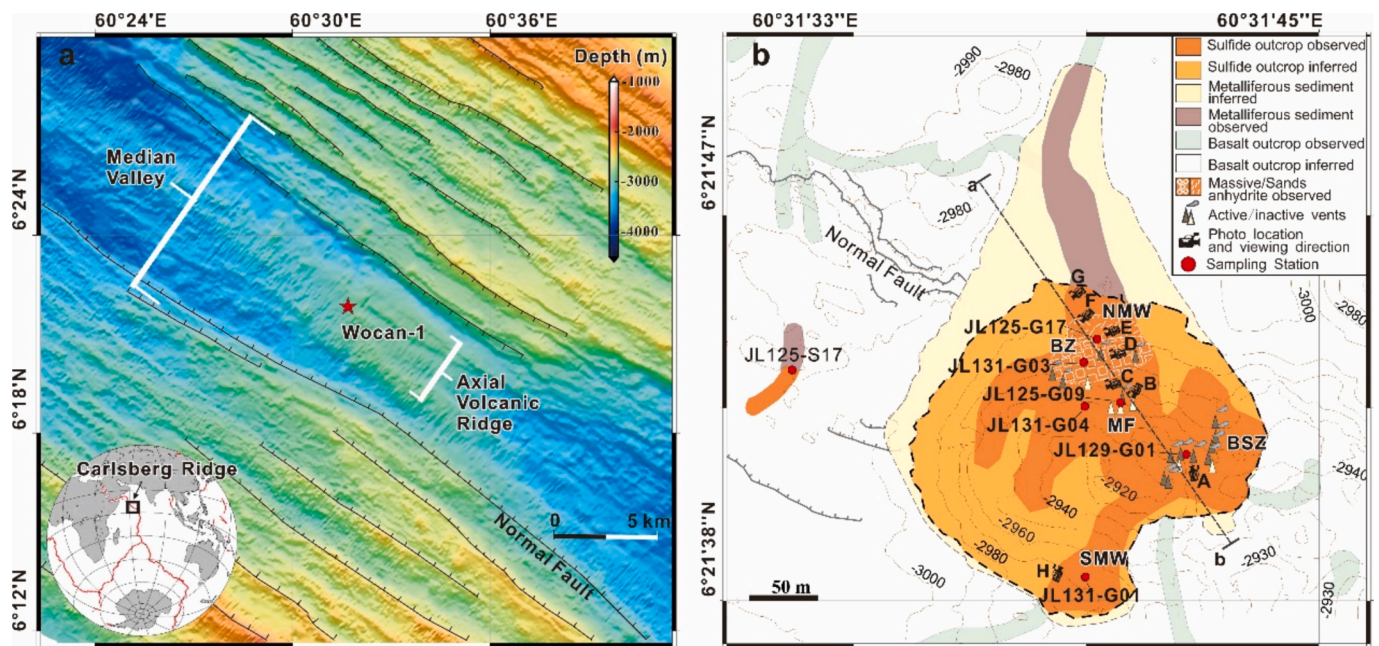 60°24'E
60°30'E
60°36'E
a
Depth (m)
-1000
-2000
-3000
-4000
Median
Valley
6°24'N
6°18'N
6°12'N
Wocan-1
Axial
Volcanic
Ridge
Carlsberg Ridge
0
5 km
Normal Fault
60°31'33"E
60°31'45"E
b
6°21'47"N
6°21'38"N
Sulfide outcrop observed
Sulfide outcrop inferred
Metalliferous sediment
inferred
Metalliferous sediment
observed
Basalt outcrop observed
Basalt outcrop inferred
Massive/Sands
anhydrite observed
Active/inactive vents
Photo location
and viewing direction
Sampling Station
-2990
-2980
a
-2980
Normal Fault
-3000
-2980
G
F
NMW
JL125-G17
E
BZ
D
JL125-S17
JL131-G03
C
B
JL125-G09
JL131-G04
MF
BSZ
JL129-G01
A
-2940
-2920
-2940
-2960
-2980
-3000
b
-2930
-2930
H
SMW
JL131-G01
50 m